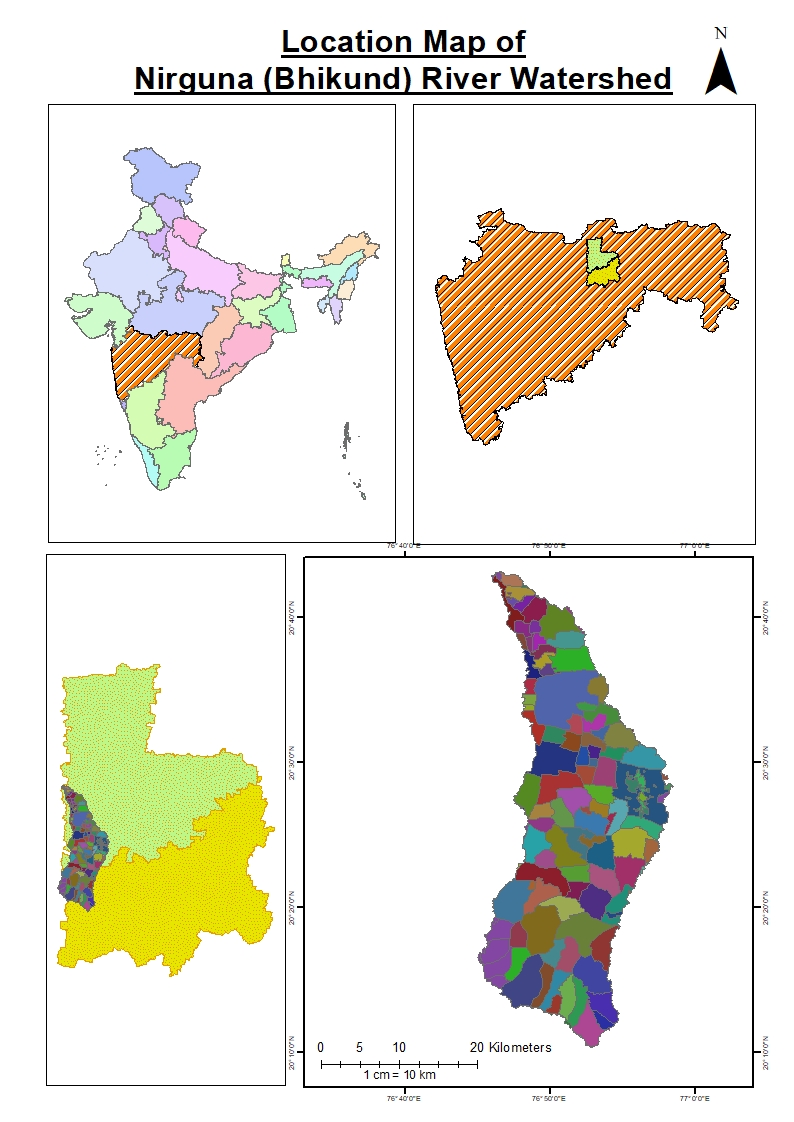 Location Map of
Nirguna (Bhikund) River Watershed
N
76°40'0"E 76°50'0"E 77°0'0"E
20°40'0"N 20°40'0"N
20°30'0"N 20°30'0"N
20°20'0"N 20°20'0"N
20°10'0"N 20°10'0"N
0 5 10 20 Kilometers
1 cm = 10 km
76°40'0"E 76°50'0"E 77°0'0"E